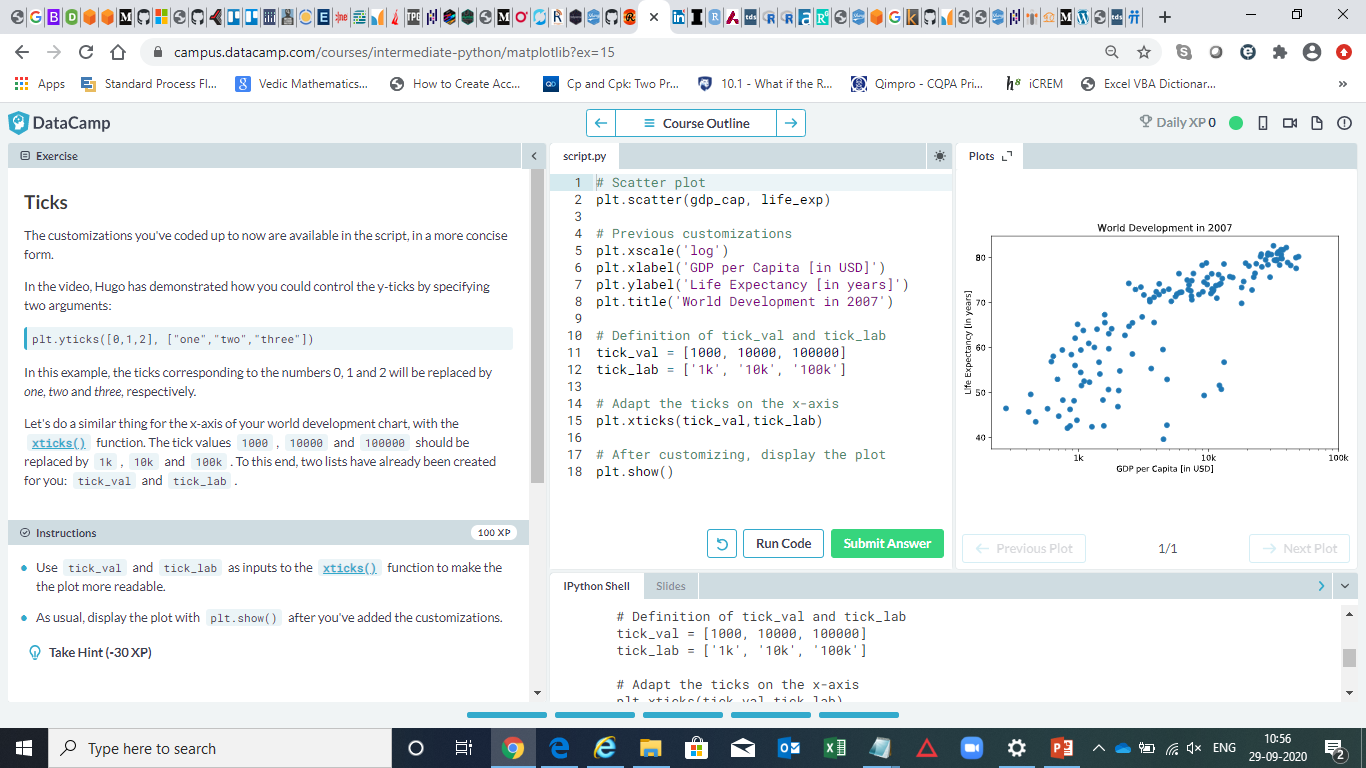 campus.datacamp.com/courses/intermediate-python/matplotlib?ex=15
Apps
Standard Process Fl...
Vedic Mathematics...
How to Create Acc...
Cp and Cpk: Two Pr...
10.1 - What if the R...
Qimpro - CQPA Pri...
iCREM
Excel VBA Dictionar...
»
DataCamp
Course Outline
Daily XP 0
Exercise
Ticks
The customizations you've coded up to now are available in the script, in a more concise
form.
In the video, Hugo has demonstrated how you could control the y-ticks by specifying
two arguments:
plt.yticks([0,1,2], ["one","two","three"])
In this example, the ticks corresponding to the numbers 0, 1 and 2 will be replaced by
one, two and three, respectively.
Let's do a similar thing for the x-axis of your world development chart, with the
xticks() function. The tick values 1000 , 10000 and 100000 should be
replaced by 1k , 10k and 100k . To this end, two lists have already been created
for you: tick_val and tick_lab .
Instructions
100 XP
Use tick_val and tick_lab as inputs to the xticks() function to make the
the plot more readable.
As usual, display the plot with plt.show() after you've added the customizations.
Take Hint (-30 XP)
script.py
1 # Scatter plot
2 plt.scatter(gdp_cap, life_exp)
3
4 # Previous customizations
5 plt.xscale('log')
6 plt.xlabel('GDP per Capita [in USD]')
7 plt.ylabel('Life Expectancy [in years]')
8 plt.title('World Development in 2007')
9
10 # Definition of tick_val and tick_lab
11 tick_val = [1000, 10000, 100000]
12 tick_lab = ['1k', '10k', '100k']
13
14 # Adapt the ticks on the x-axis
15 plt.xticks(tick_val,tick_lab)
16
17 # After customizing, display the plot
18 plt.show()
Run Code
Submit Answer
Plots
World Development in 2007
80
70
60
50
40
Life Expectancy [in years]
1k
10k
100k
GDP per Capita [in USD]
Previous Plot
1/1
Next Plot
IPython Shell
Slides
# Definition of tick_val and tick_lab
tick_val = [1000, 10000, 100000]
tick_lab = ['1k', '10k', '100k']
# Adapt the ticks on the x-axis
plt.xticks(tick_val,tick_lab)
Type here to search
ENG
10:56
29-09-2020
2